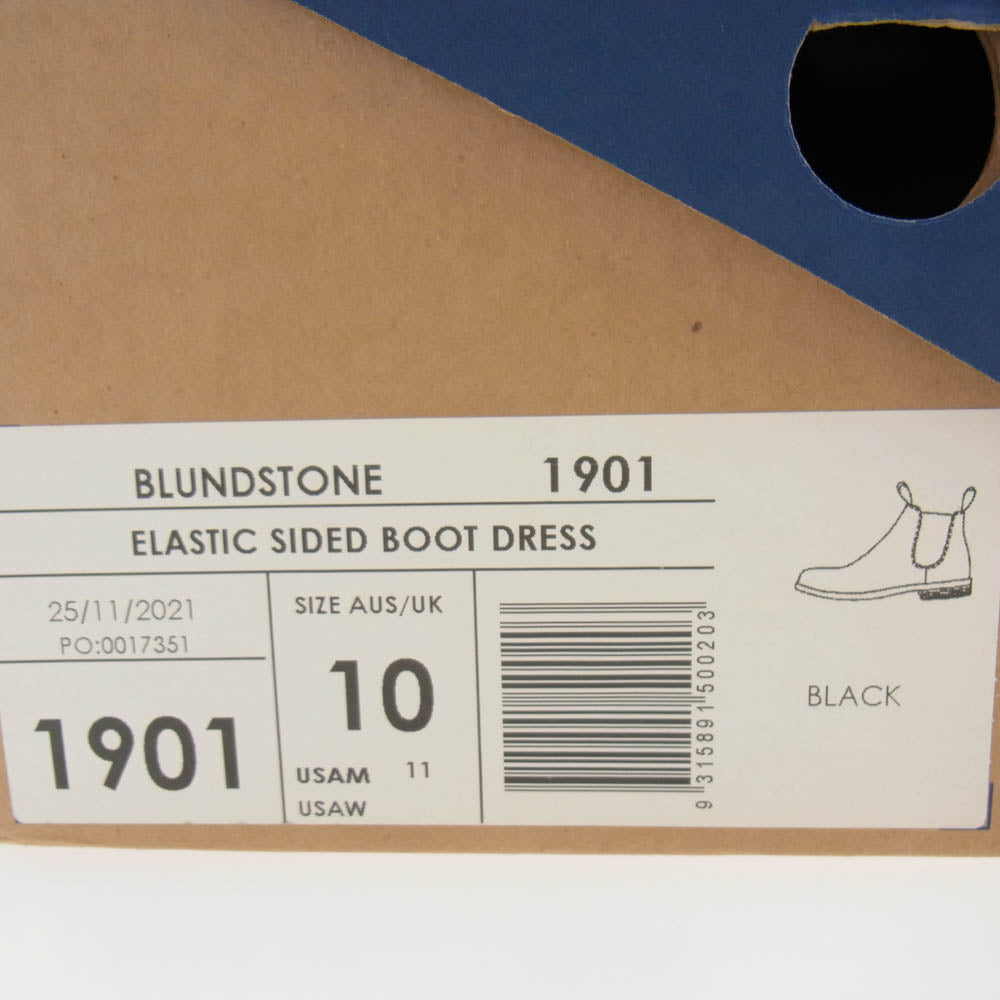 BLUNDSTONE 1901
ELASTIC SIDED BOOT DRESS
25/11/2021
PO:0017351
1901
SIZE AUS/UK
10
USAM 11
USAW
9 315891 500203
BLACK